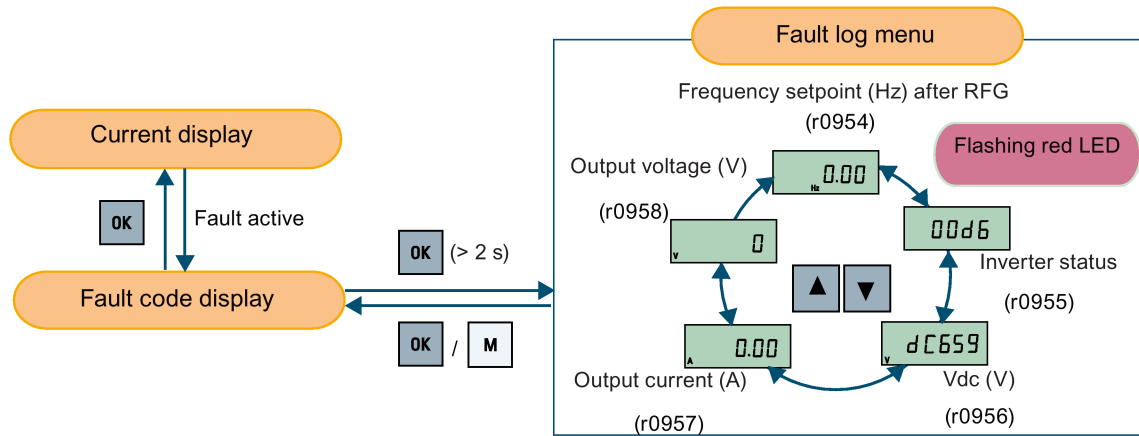 Fault log menu
Frequency setpoint (Hz) after RFG
(r0954)
Current display
Flashing red LED
Output voltage (V)
0.00
Hz
(r0958)
OK
Fault active
OK (> 2 s)
0
V
00d6
Inverter status
(r0955)
▲ ▼
Fault code display
OK / M
0.00
A
dC659
V
Output current (A)
Vdc (V)
(r0957)
(r0956)